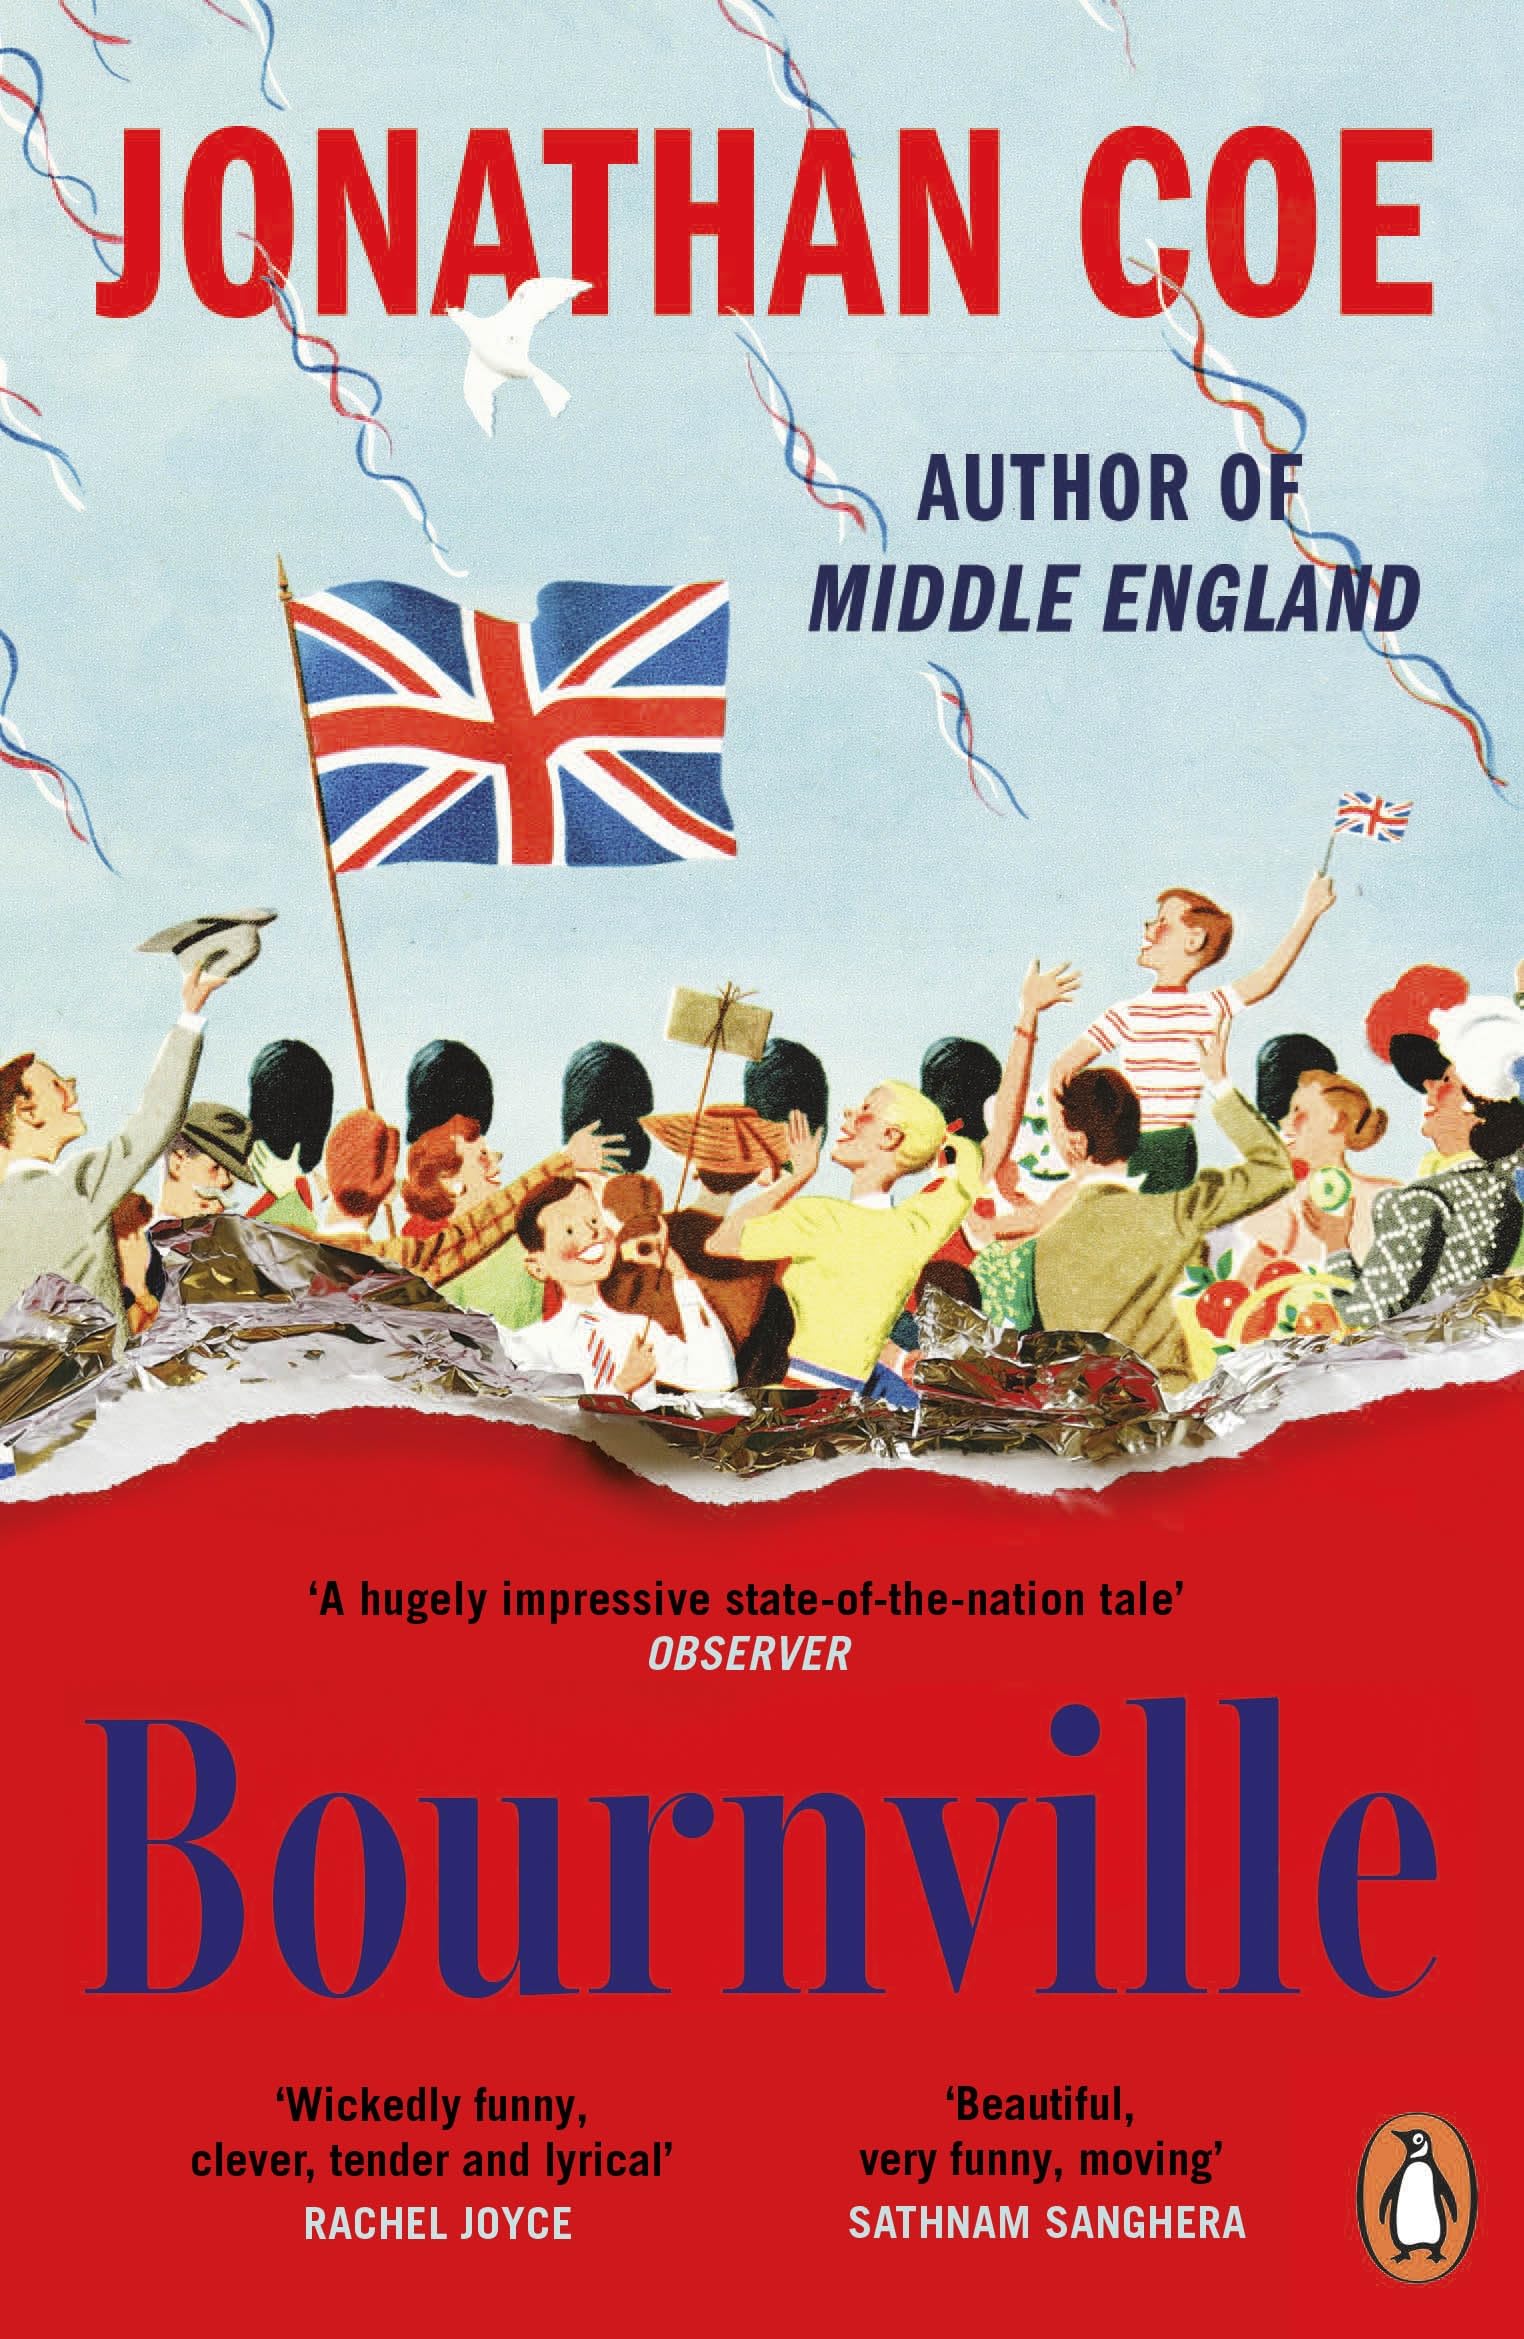 JONATHAN COE
AUTHOR OF
MIDDLE ENGLAND
‘A hugely impressive state-of-the-nation tale’
OBSERVER
Bournville
‘Wickedly funny,
clever, tender and lyrical’
RACHEL JOYCE
‘Beautiful,
very funny, moving’
SATHNAM SANGHERA